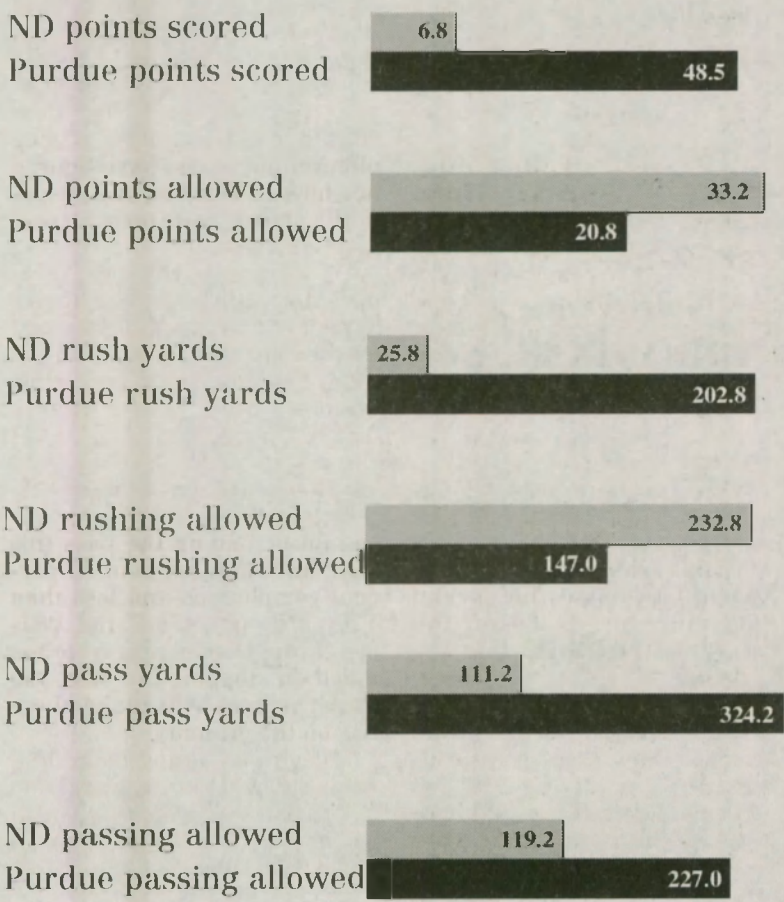 ND points scored 6.8
Purdue points scored 48.5
ND points allowed 33.2
Purdue points allowed 20.8
ND rush yards 25.8
Purdue rush yards 202.8
ND rushing allowed 232.8
Purdue rushing allowed 147.0
ND pass yards 111.2
Purdue pass yards 324.2
ND passing allowed 119.2
Purdue passing allowed 227.0